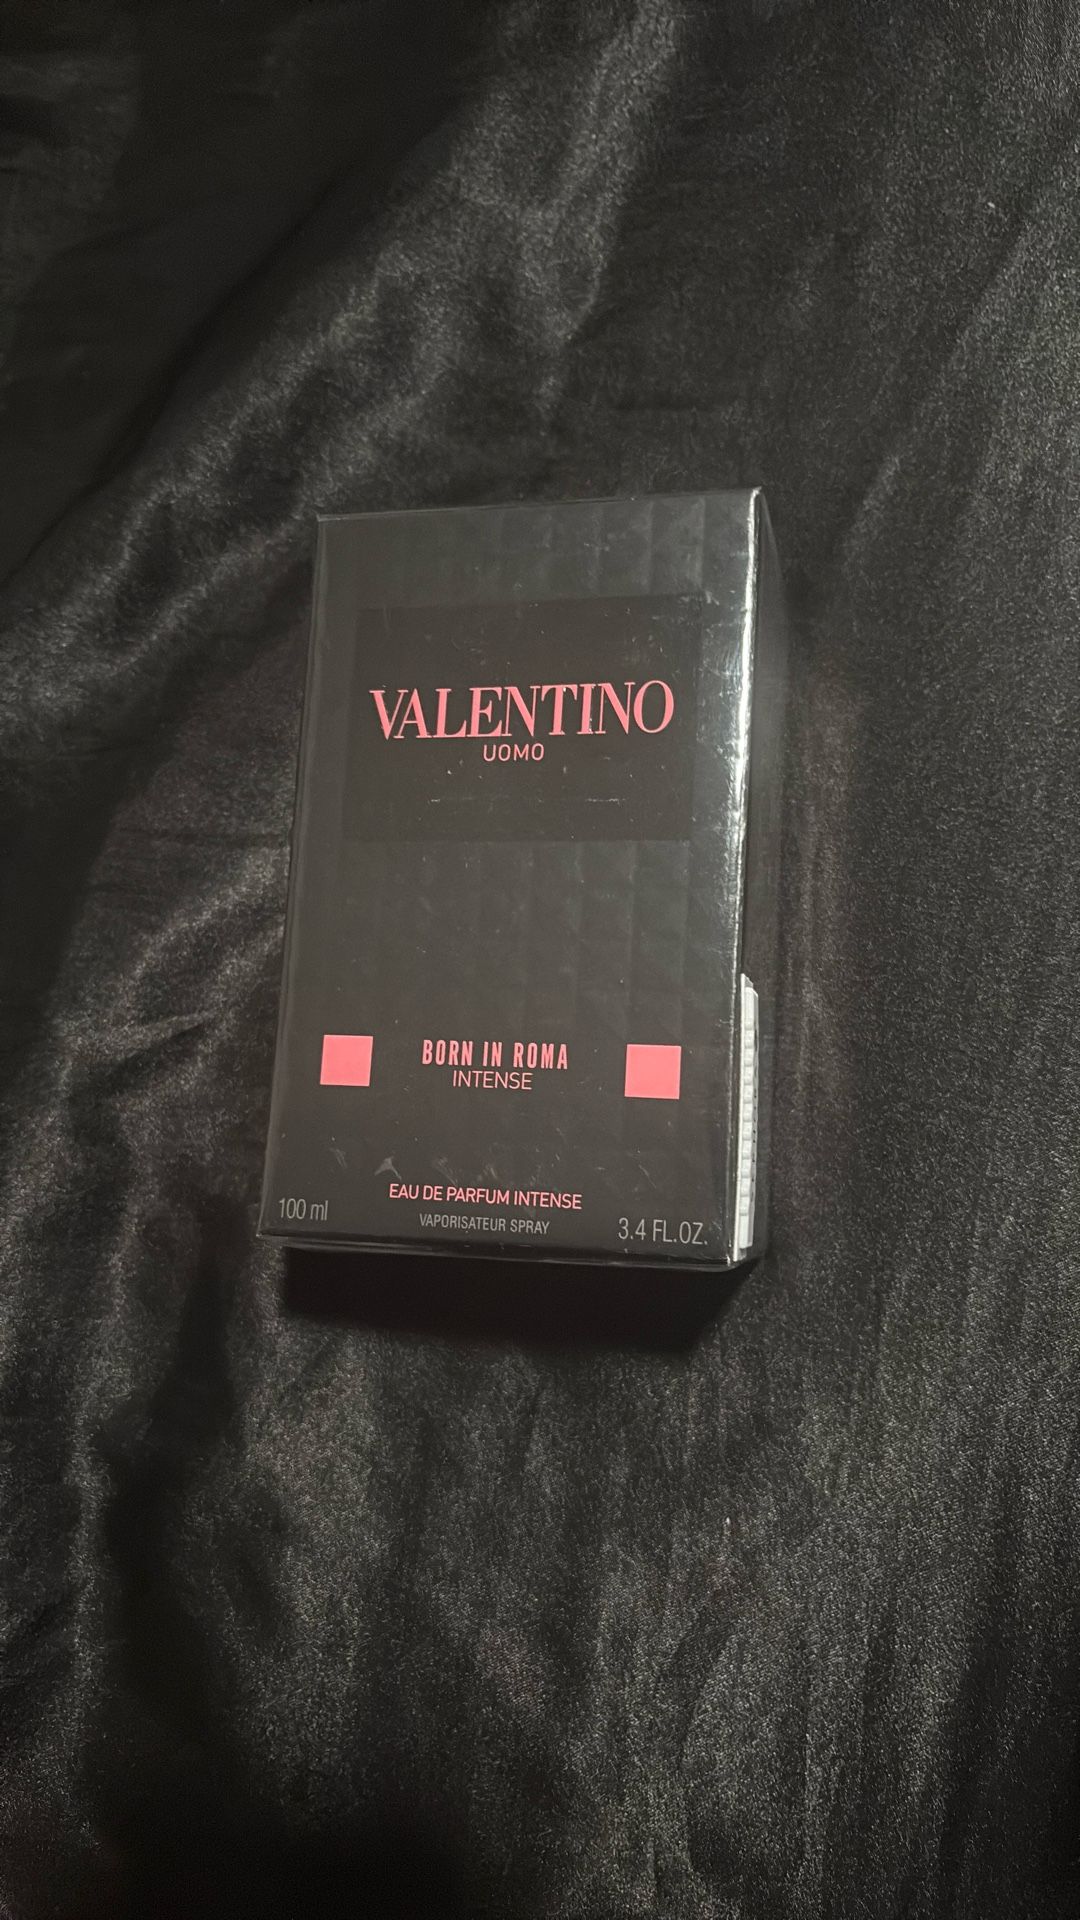 VALENTINO
UOMO
BORN IN ROMA
INTENSE
EAU DE PARFUM INTENSE
100 ml VAPORISATEUR SPRAY 3.4 FL.OZ.